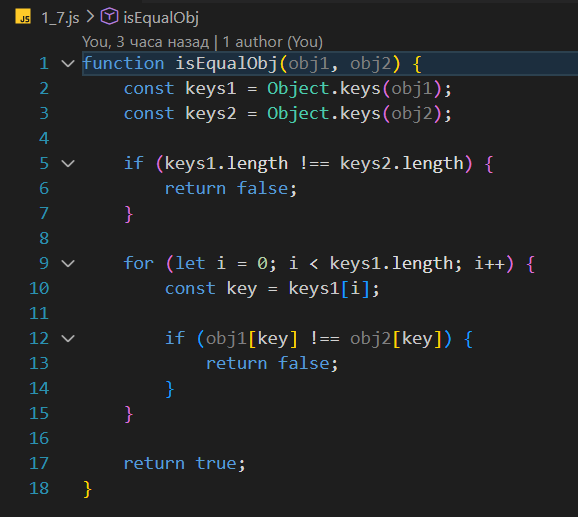 JS 1_7.js > isEqualObj
You, 3 часа назад | 1 author (You)
1 function isEqualObj(obj1, obj2) {
2 const keys1 = Object.keys(obj1);
3 const keys2 = Object.keys(obj2);
4
5 if (keys1.length !== keys2.length) {
6 return false;
7 }
8
9 for (let i = 0; i < keys1.length; i++) {
10 const key = keys1[i];
11
12 if (obj1[key] !== obj2[key]) {
13 return false;
14 }
15 }
16
17 return true;
18 }